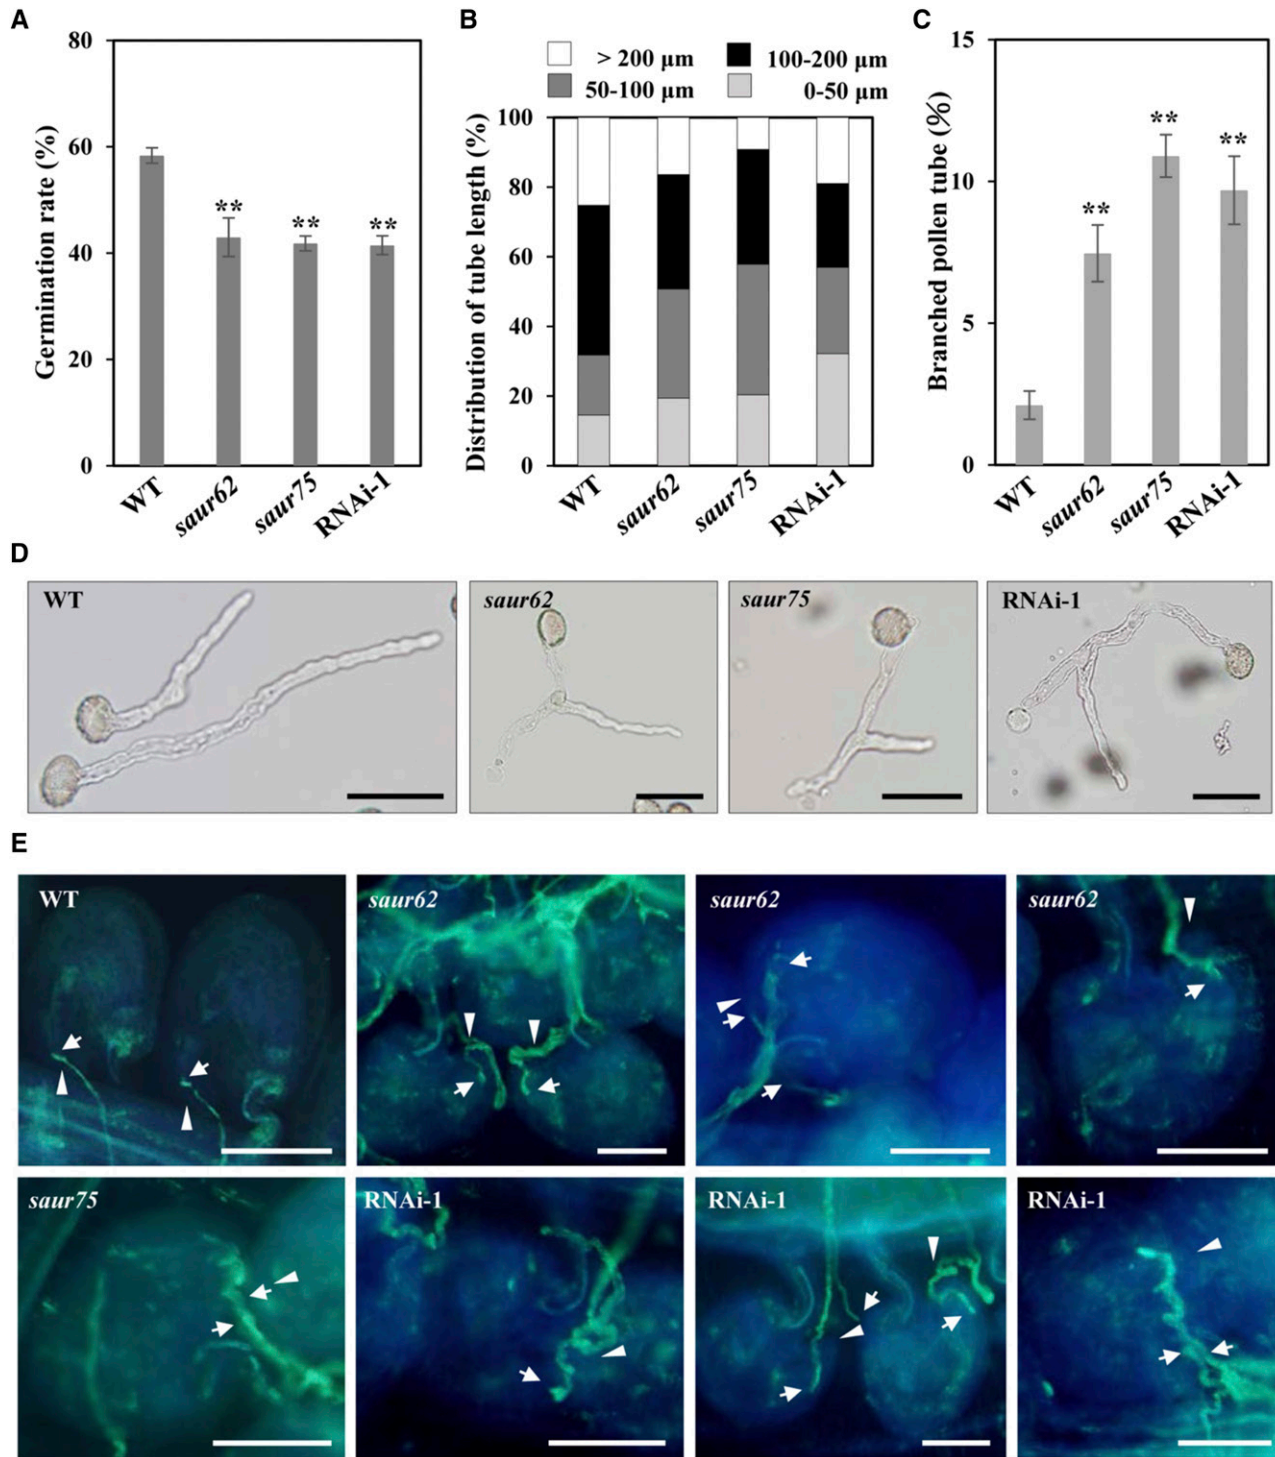 A
80
60
40
20
0
Germination rate (%)
**
**
**
WT
saur62
saur75
RNAi-1
B
> 200 μm
100-200 μm
50-100 μm
0-50 μm
100
80
60
40
20
0
Distribution of tube length (%)
WT
saur62
saur75
RNAi-1
C
15
10
5
0
Branched pollen tube (%)
**
**
**
WT
saur62
saur75
RNAi-1
D
WT
saur62
saur75
RNAi-1
E
WT
saur62
saur62
saur62
saur75
RNAi-1
RNAi-1
RNAi-1